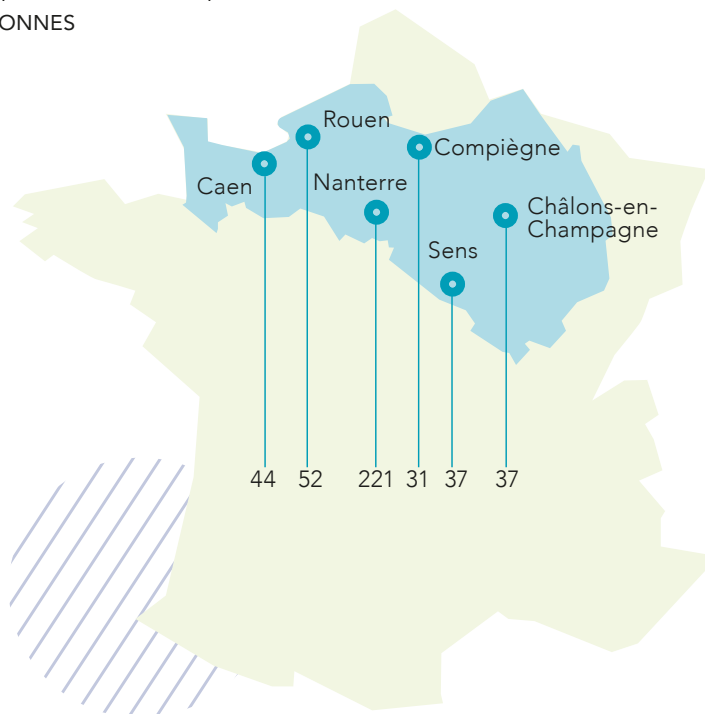 ONNES
Rouen
Compiègne
Caen
Nanterre
Châlons-en-
Champagne
Sens
44 52 221 31 37 37